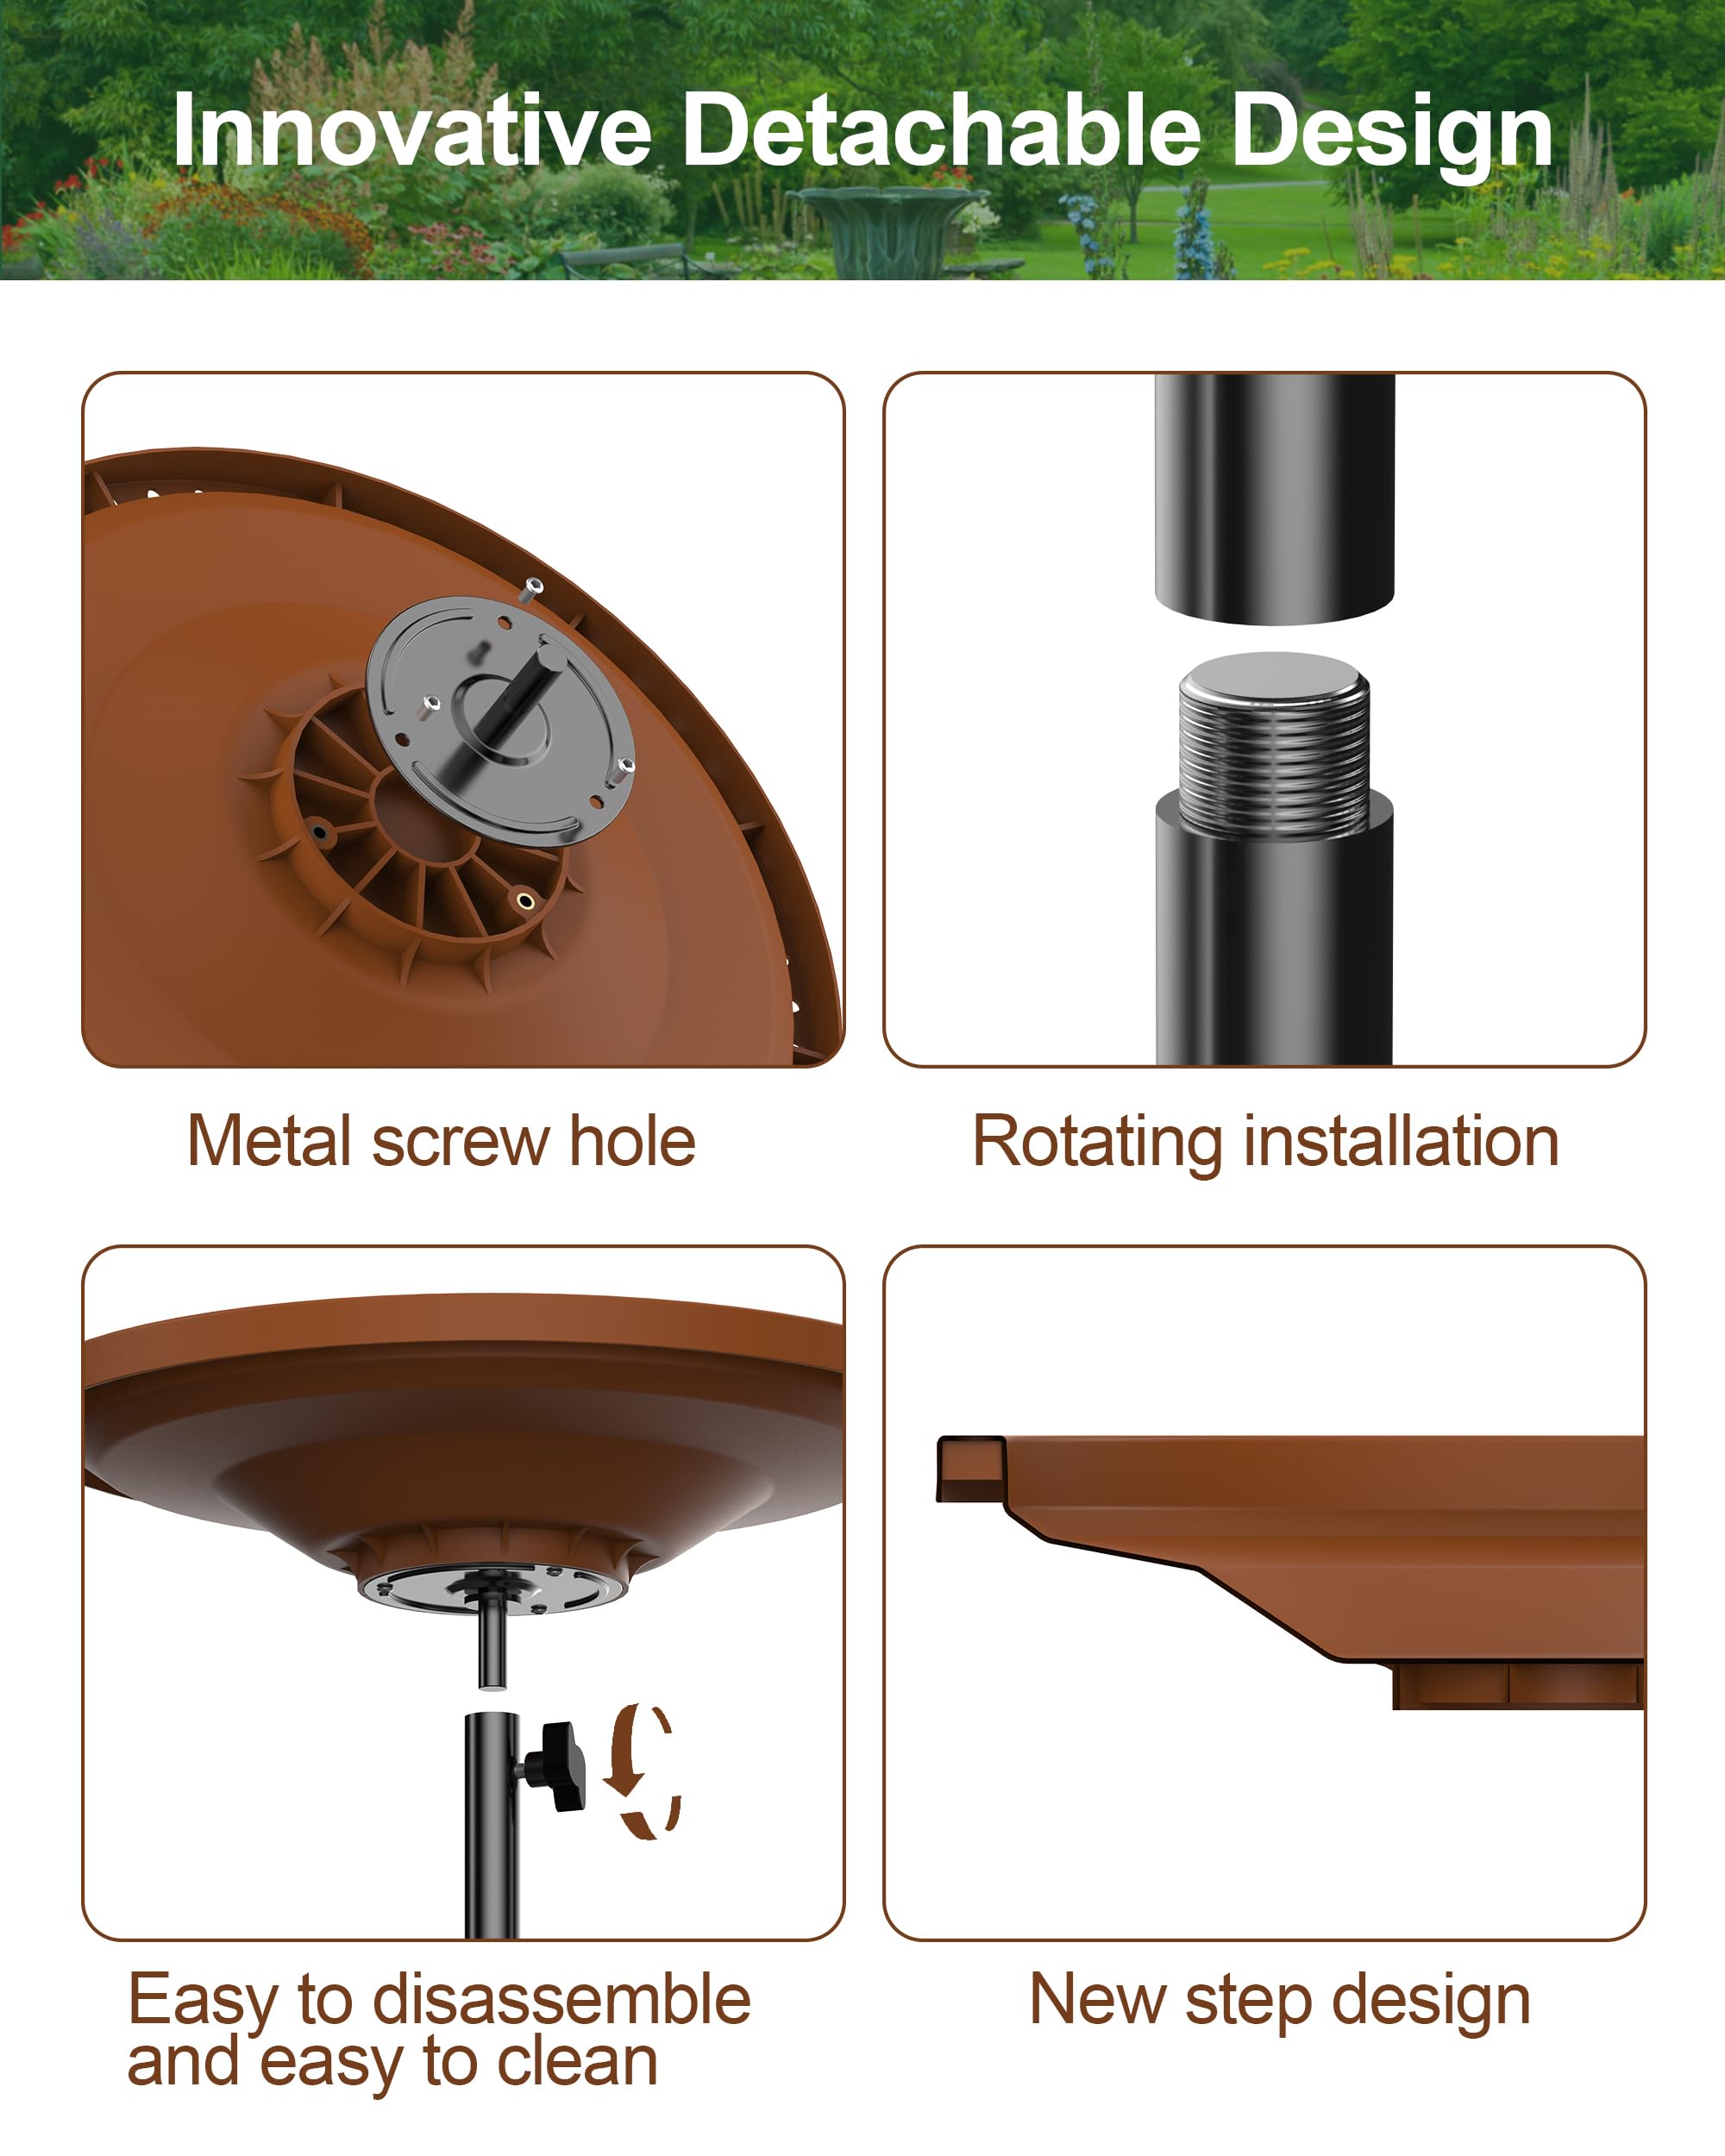 Innovative Detachable Design
Metal screw hole
Rotating installation
Easy to disassemble
and easy to clean
New step design